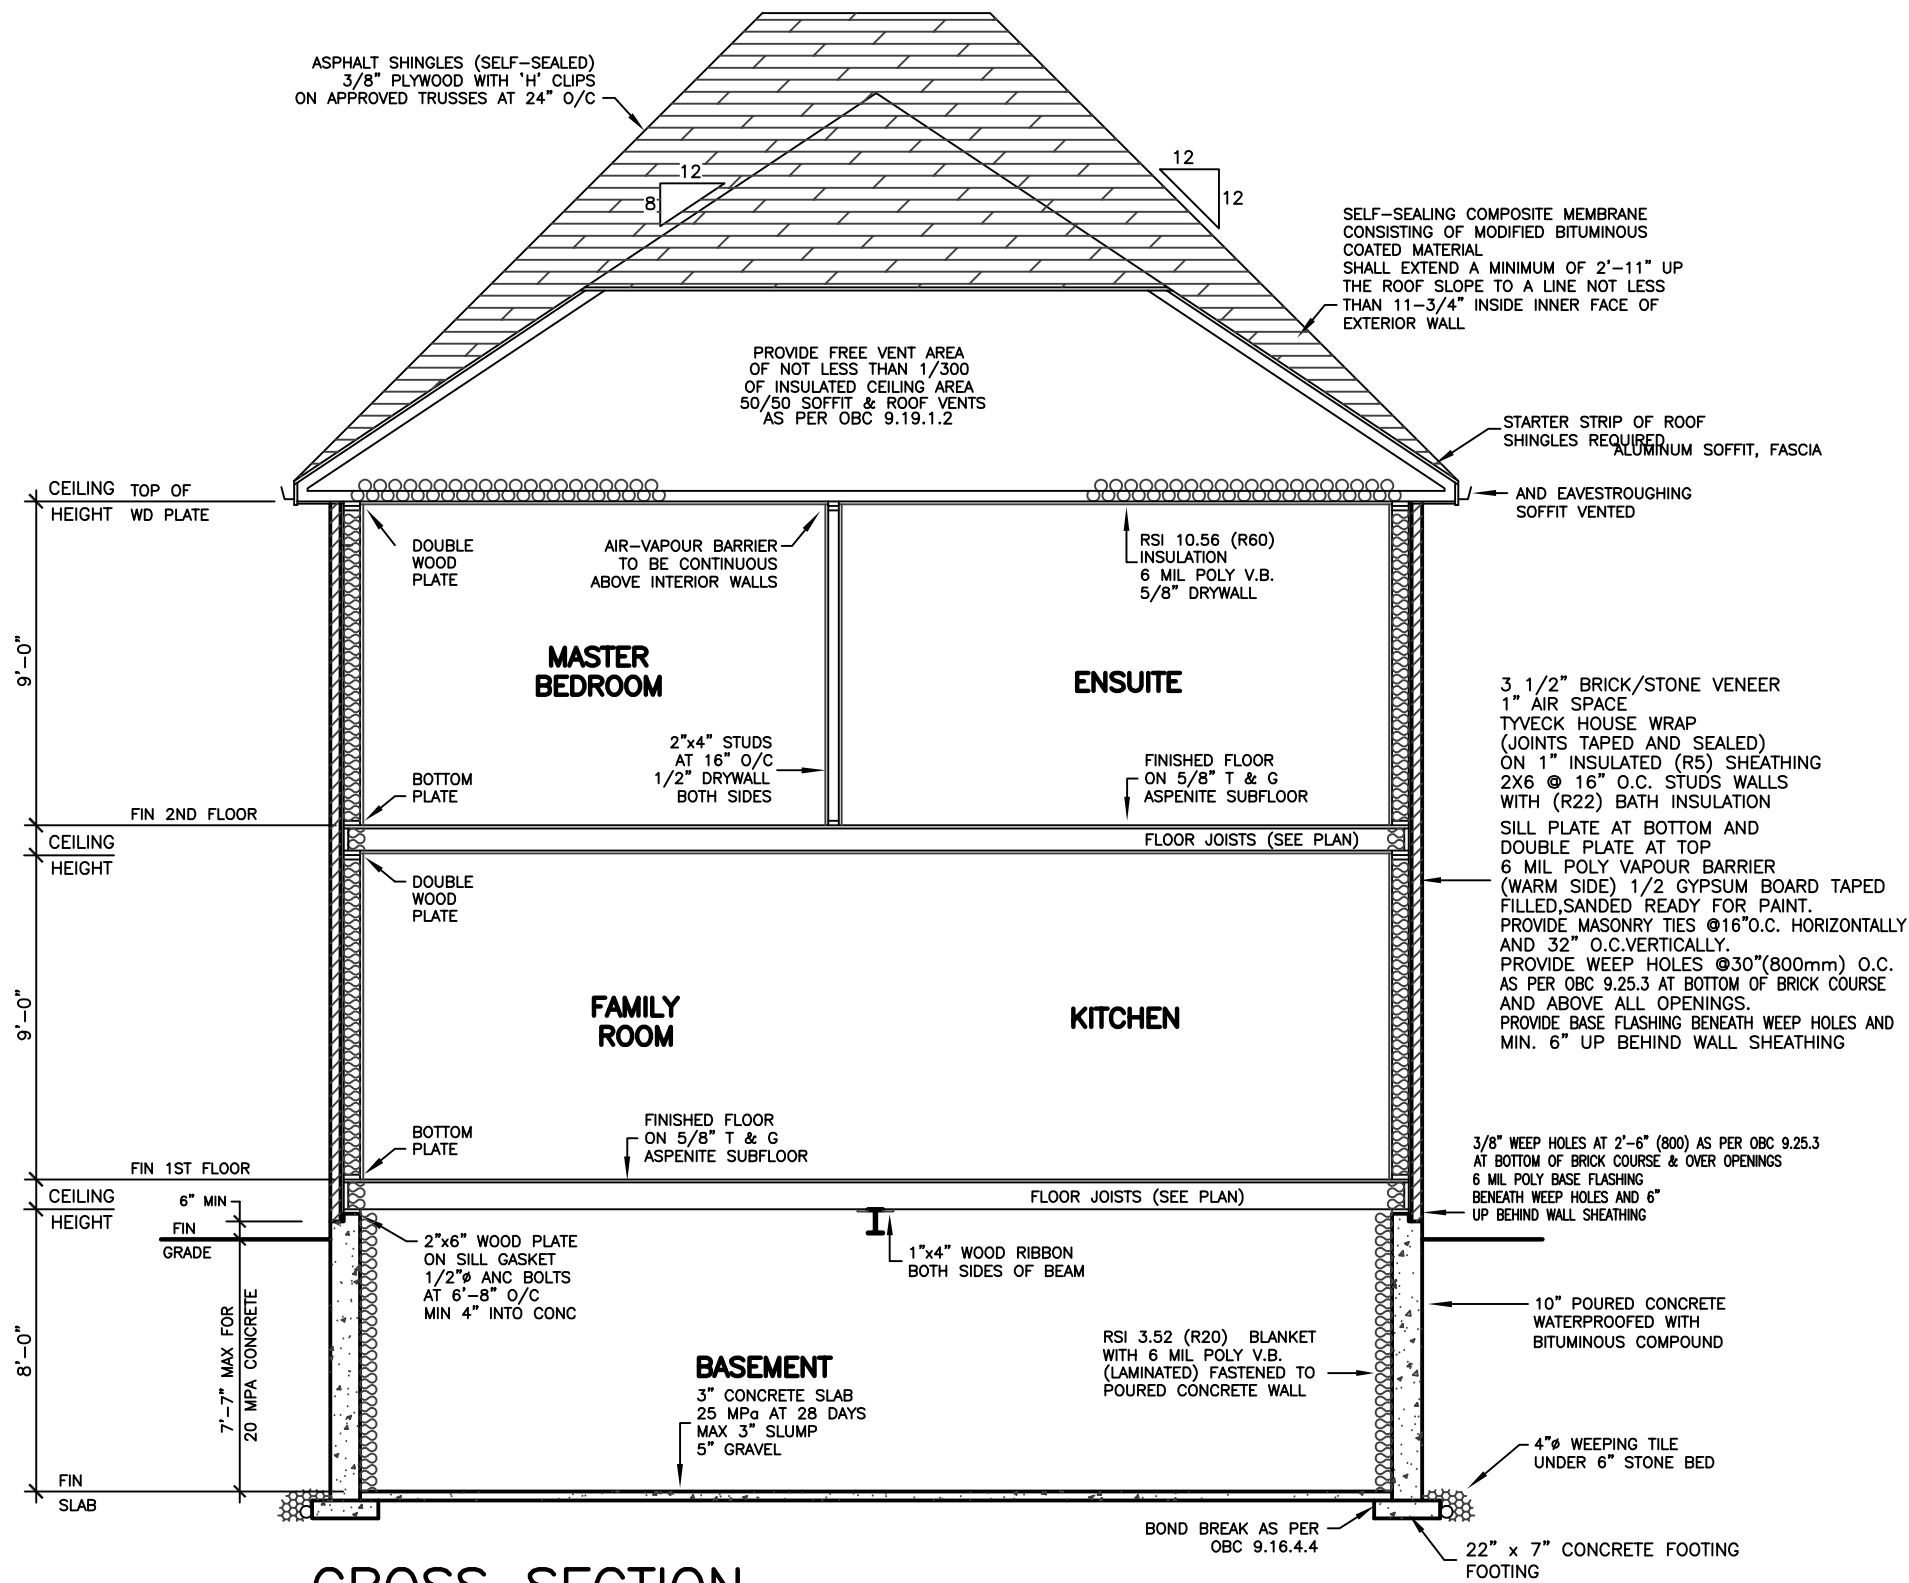 ASPHALT SHINGLES (SELF-SEALED)
3/8" PLYWOOD WITH 'H' CLIPS
ON APPROVED TRUSSES AT 24" O/C
12
8
12
12
SELF-SEALING COMPOSITE MEMBRANE
CONSISTING OF MODIFIED BITUMINOUS
COATED MATERIAL
SHALL EXTEND A MINIMUM OF 2'-11" UP
THE ROOF SLOPE TO A LINE NOT LESS
THAN 11-3/4" INSIDE INNER FACE OF
EXTERIOR WALL
PROVIDE FREE VENT AREA
OF NOT LESS THAN 1/300
OF INSULATED CEILING AREA
50/50 SOFFIT & ROOF VENTS
AS PER OBC 9.19.1.2
STARTER STRIP OF ROOF
SHINGLES REQUIRED
ALUMINUM SOFFIT, FASCIA
AND EAVESTROUGHING
SOFFIT VENTED
CEILING
HEIGHT
TOP OF
WD PLATE
DOUBLE
WOOD
PLATE
AIR-VAPOUR BARRIER
TO BE CONTINUOUS
ABOVE INTERIOR WALLS
RSI 10.56 (R60)
INSULATION
6 MIL POLY V.B.
5/8" DRYWALL
9'-0"
MASTER
BEDROOM
ENSUITE
2"x4" STUDS
AT 16" O/C
1/2" DRYWALL
BOTH SIDES
FINISHED FLOOR
ON 5/8" T & G
ASPENITE SUBFLOOR
BOTTOM
PLATE
3 1/2" BRICK/STONE VENEER
1" AIR SPACE
TYVECK HOUSE WRAP
(JOINTS TAPED AND SEALED)
ON 1" INSULATED (R5) SHEATHING
2X6 @ 16" O.C. STUDS WALLS
WITH (R22) BATH INSULATION
SILL PLATE AT BOTTOM AND
DOUBLE PLATE AT TOP
6 MIL POLY VAPOUR BARRIER
(WARM SIDE) 1/2 GYPSUM BOARD TAPED
FILLED,SANDED READY FOR PAINT.
PROVIDE MASONRY TIES @16"O.C. HORIZONTALLY
AND 32" O.C.VERTICALLY.
PROVIDE WEEP HOLES @30"(800mm) O.C.
AS PER OBC 9.25.3 AT BOTTOM OF BRICK COURSE
AND ABOVE ALL OPENINGS.
PROVIDE BASE FLASHING BENEATH WEEP HOLES AND
MIN. 6" UP BEHIND WALL SHEATHING
FIN 2ND FLOOR
CEILING
HEIGHT
FLOOR JOISTS (SEE PLAN)
DOUBLE
WOOD
PLATE
9'-0"
FAMILY
ROOM
KITCHEN
BOTTOM
PLATE
FINISHED FLOOR
ON 5/8" T & G
ASPENITE SUBFLOOR
3/8" WEEP HOLES AT 2'-6" (800) AS PER OBC 9.25.3
AT BOTTOM OF BRICK COURSE & OVER OPENINGS
6 MIL POLY BASE FLASHING
BENEATH WEEP HOLES AND 6"
UP BEHIND WALL SHEATHING
FIN 1ST FLOOR
CEILING
HEIGHT
6" MIN
FIN
GRADE
FLOOR JOISTS (SEE PLAN)
2"x6" WOOD PLATE
ON SILL GASKET
1/2"ø ANC BOLTS
AT 6'-8" O/C
MIN 4" INTO CONC
1"x4" WOOD RIBBON
BOTH SIDES OF BEAM
8'-0"
7'-7" MAX FOR
20 MPA CONCRETE
10" POURED CONCRETE
WATERPROOFED WITH
BITUMINOUS COMPOUND
RSI 3.52 (R20) BLANKET
WITH 6 MIL POLY V.B.
(LAMINATED) FASTENED TO
POURED CONCRETE WALL
BASEMENT
3" CONCRETE SLAB
25 MPa AT 28 DAYS
MAX 3" SLUMP
5" GRAVEL
4"ø WEEPING TILE
UNDER 6" STONE BED
FIN
SLAB
BOND BREAK AS PER
OBC 9.16.4.4
22" x 7" CONCRETE FOOTING
FOOTING
CROSS SECTION